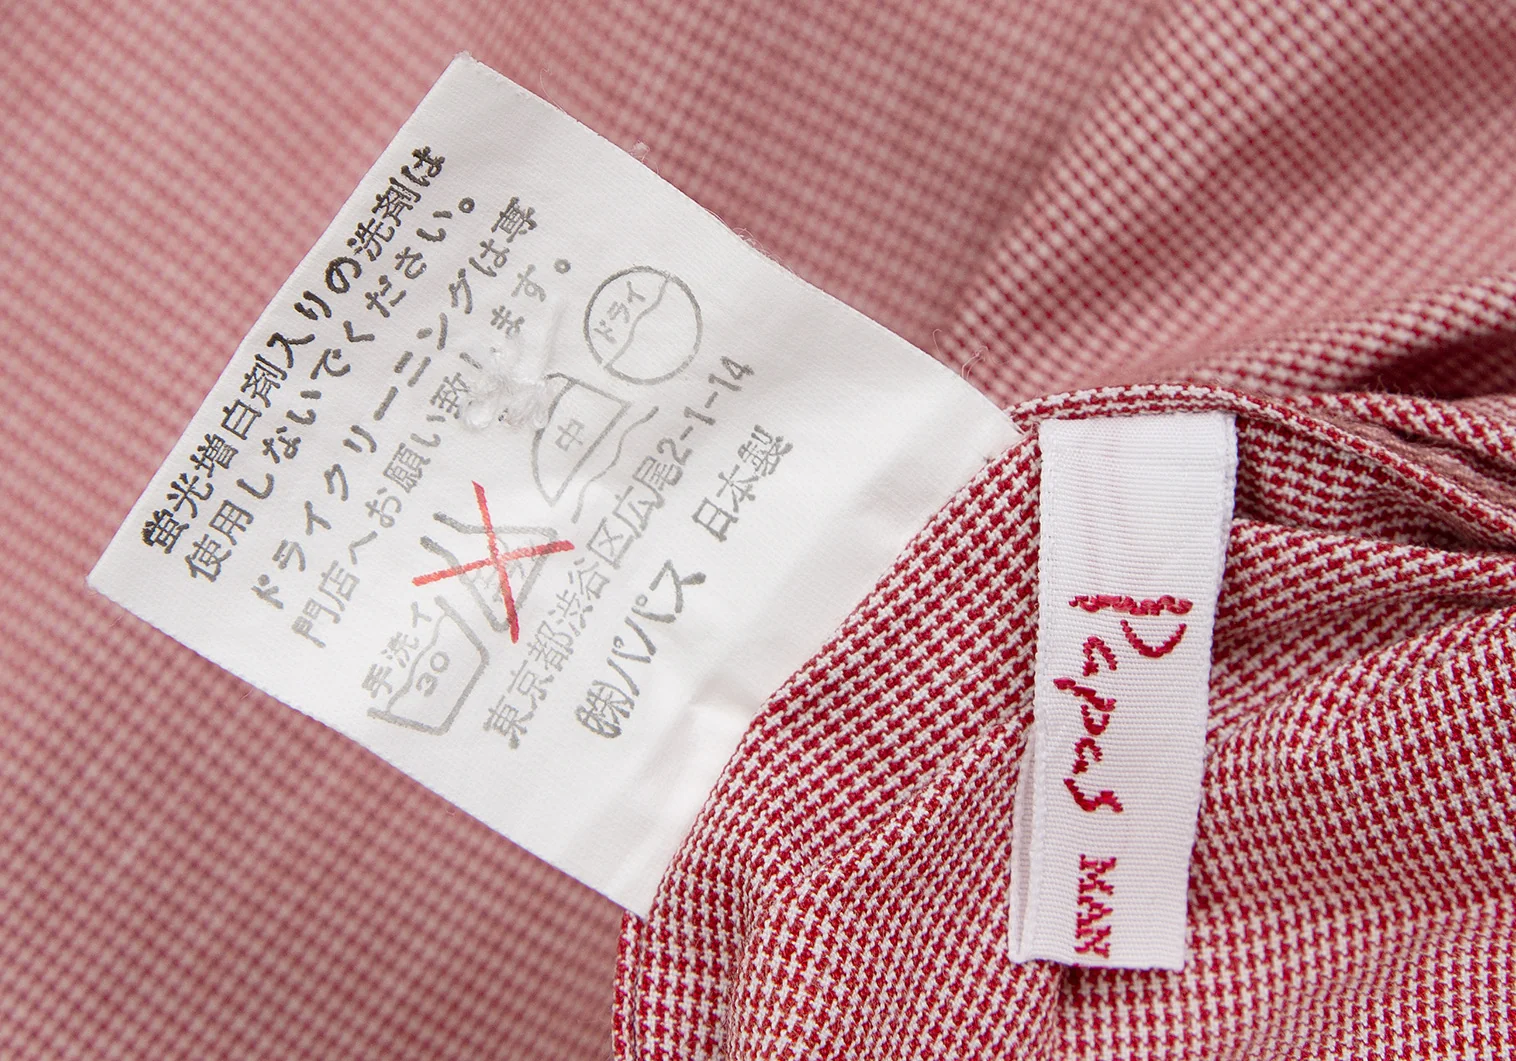 蛍光増白剤入りの洗剤は
使用しないでください。
ドライクリーニングは専
門店へお願い致します。
手洗イ
30
中
ドライ
東京都渋谷区広尾2-1-14
㈱パパス 日本製
Papas
MAN